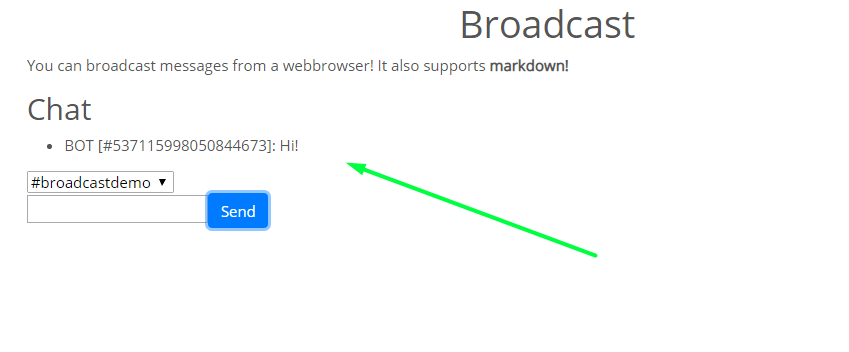 Broadcast
You can broadcast messages from a webbrowser! It also supports markdown!
Chat
BOT [#537115998050844673]: Hi!
#broadcastdemo
Send